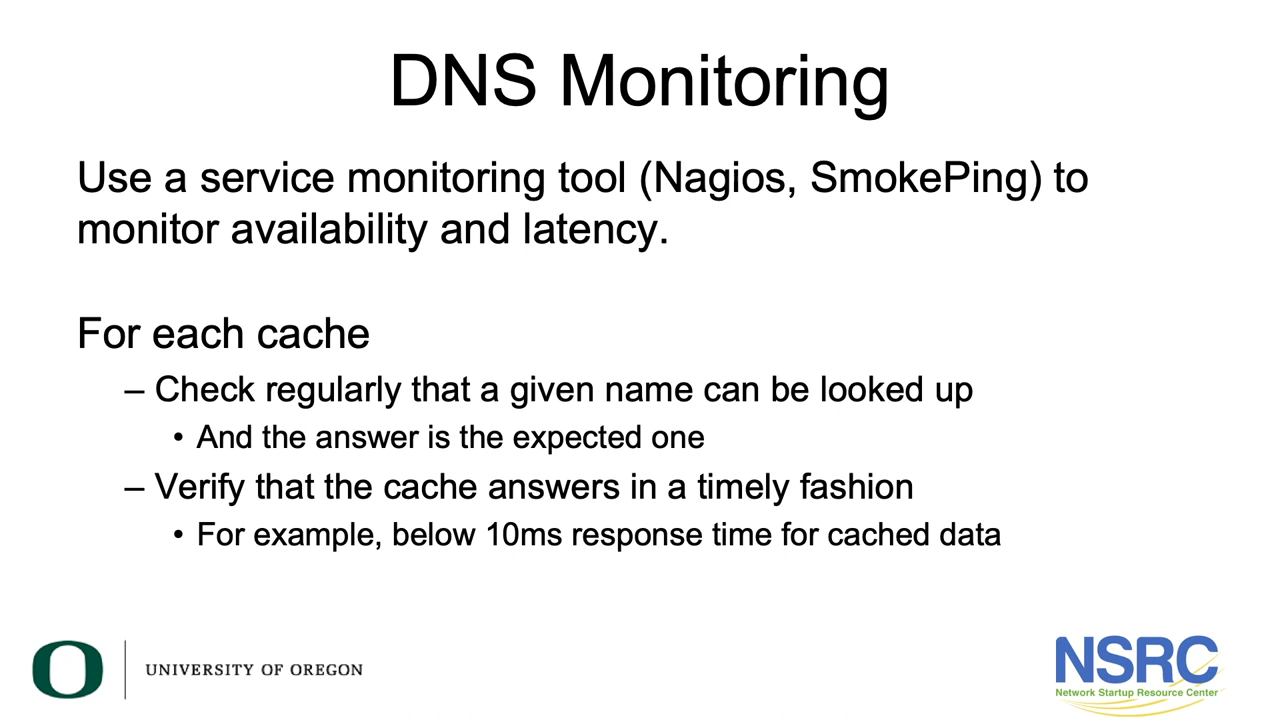 DNS Monitoring
Use a service monitoring tool (Nagios, SmokePing) to
monitor availability and latency.
For each cache
– Check regularly that a given name can be looked up
• And the answer is the expected one
– Verify that the cache answers in a timely fashion
• For example, below 10ms response time for cached data
O
UNIVERSITY OF OREGON
NSRC
Network Startup Resource Center